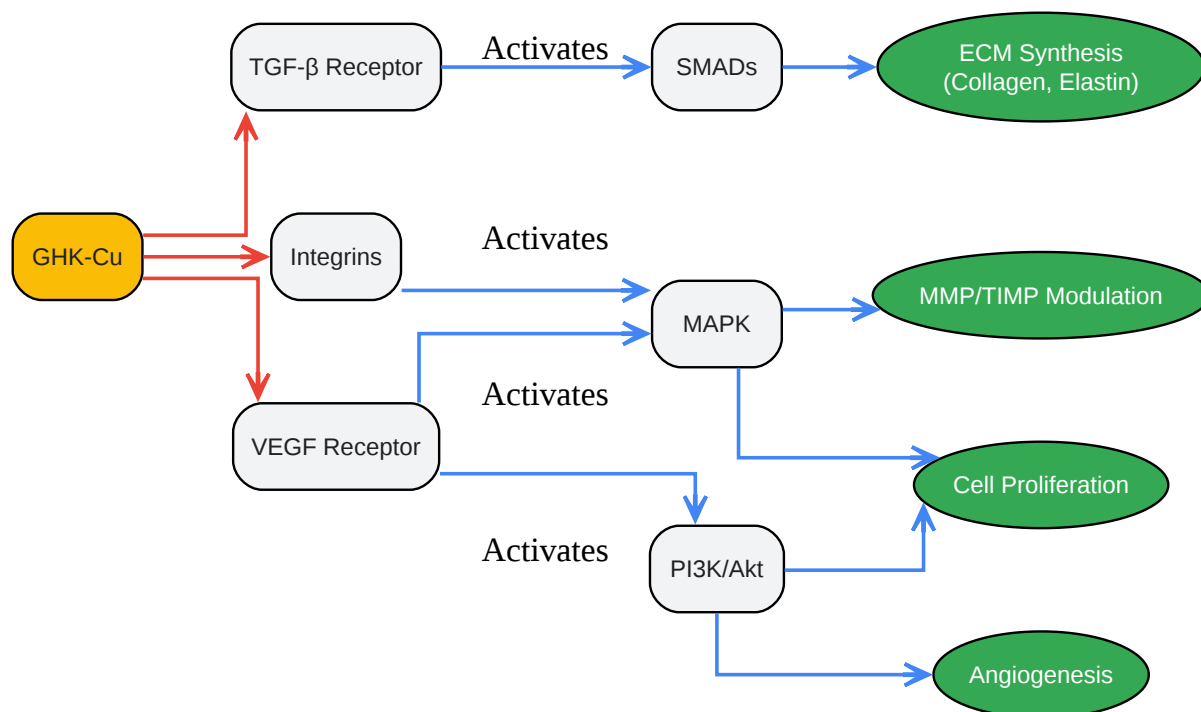 TGF-β Receptor
Activates
SMADs
ECM Synthesis
(Collagen, Elastin)
GHK-Cu
Integrins
Activates
MAPK
MMP/TIMP Modulation
Activates
VEGF Receptor
Cell Proliferation
Activates
PI3K/Akt
Angiogenesis